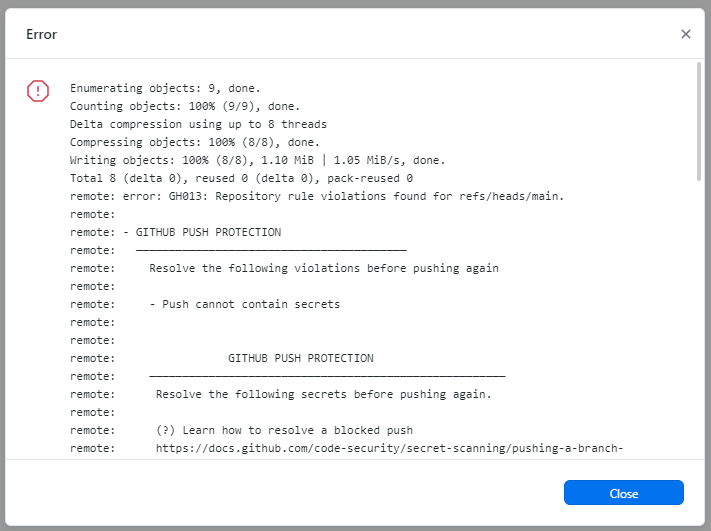 Error
Enumerating objects: 9, done.
Counting objects: 100% (9/9), done.
Delta compression using up to 8 threads
Compressing objects: 100% (8/8), done.
Writing objects: 100% (8/8), 1.10 MiB | 1.05 MiB/s, done.
Total 8 (delta 0), reused 0 (delta 0), pack-reused 0
remote: error: GH013: Repository rule violations found for refs/heads/main.
remote:
remote: - GITHUB PUSH PROTECTION
remote:   —————————————————————————————————————————
remote:     Resolve the following violations before pushing again
remote:
remote:     - Push cannot contain secrets
remote:
remote:
remote:                 GITHUB PUSH PROTECTION
remote:     ——————————————————————————————————————————————————————
remote:      Resolve the following secrets before pushing again.
remote:
remote:      (?) Learn how to resolve a blocked push
remote:      https://docs.github.com/code-security/secret-scanning/pushing-a-branch-
Close